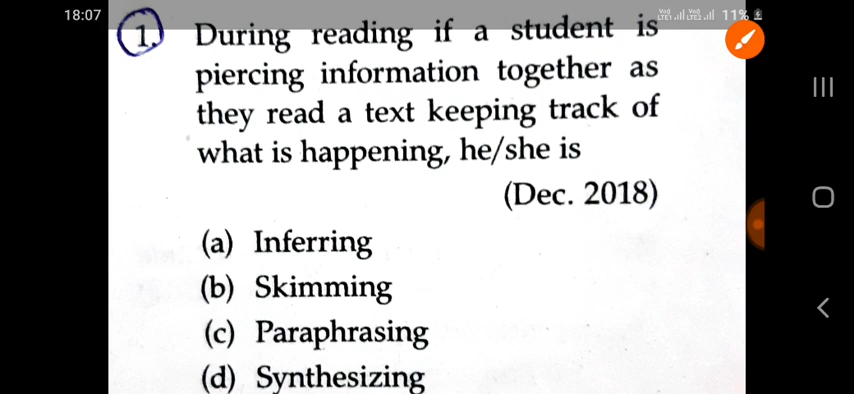 18:07
11%
1. During reading if a student is
piercing information together as
they read a text keeping track of
what is happening, he/she is
(Dec. 2018)
(a) Inferring
(b) Skimming
(c) Paraphrasing
(d) Synthesizing